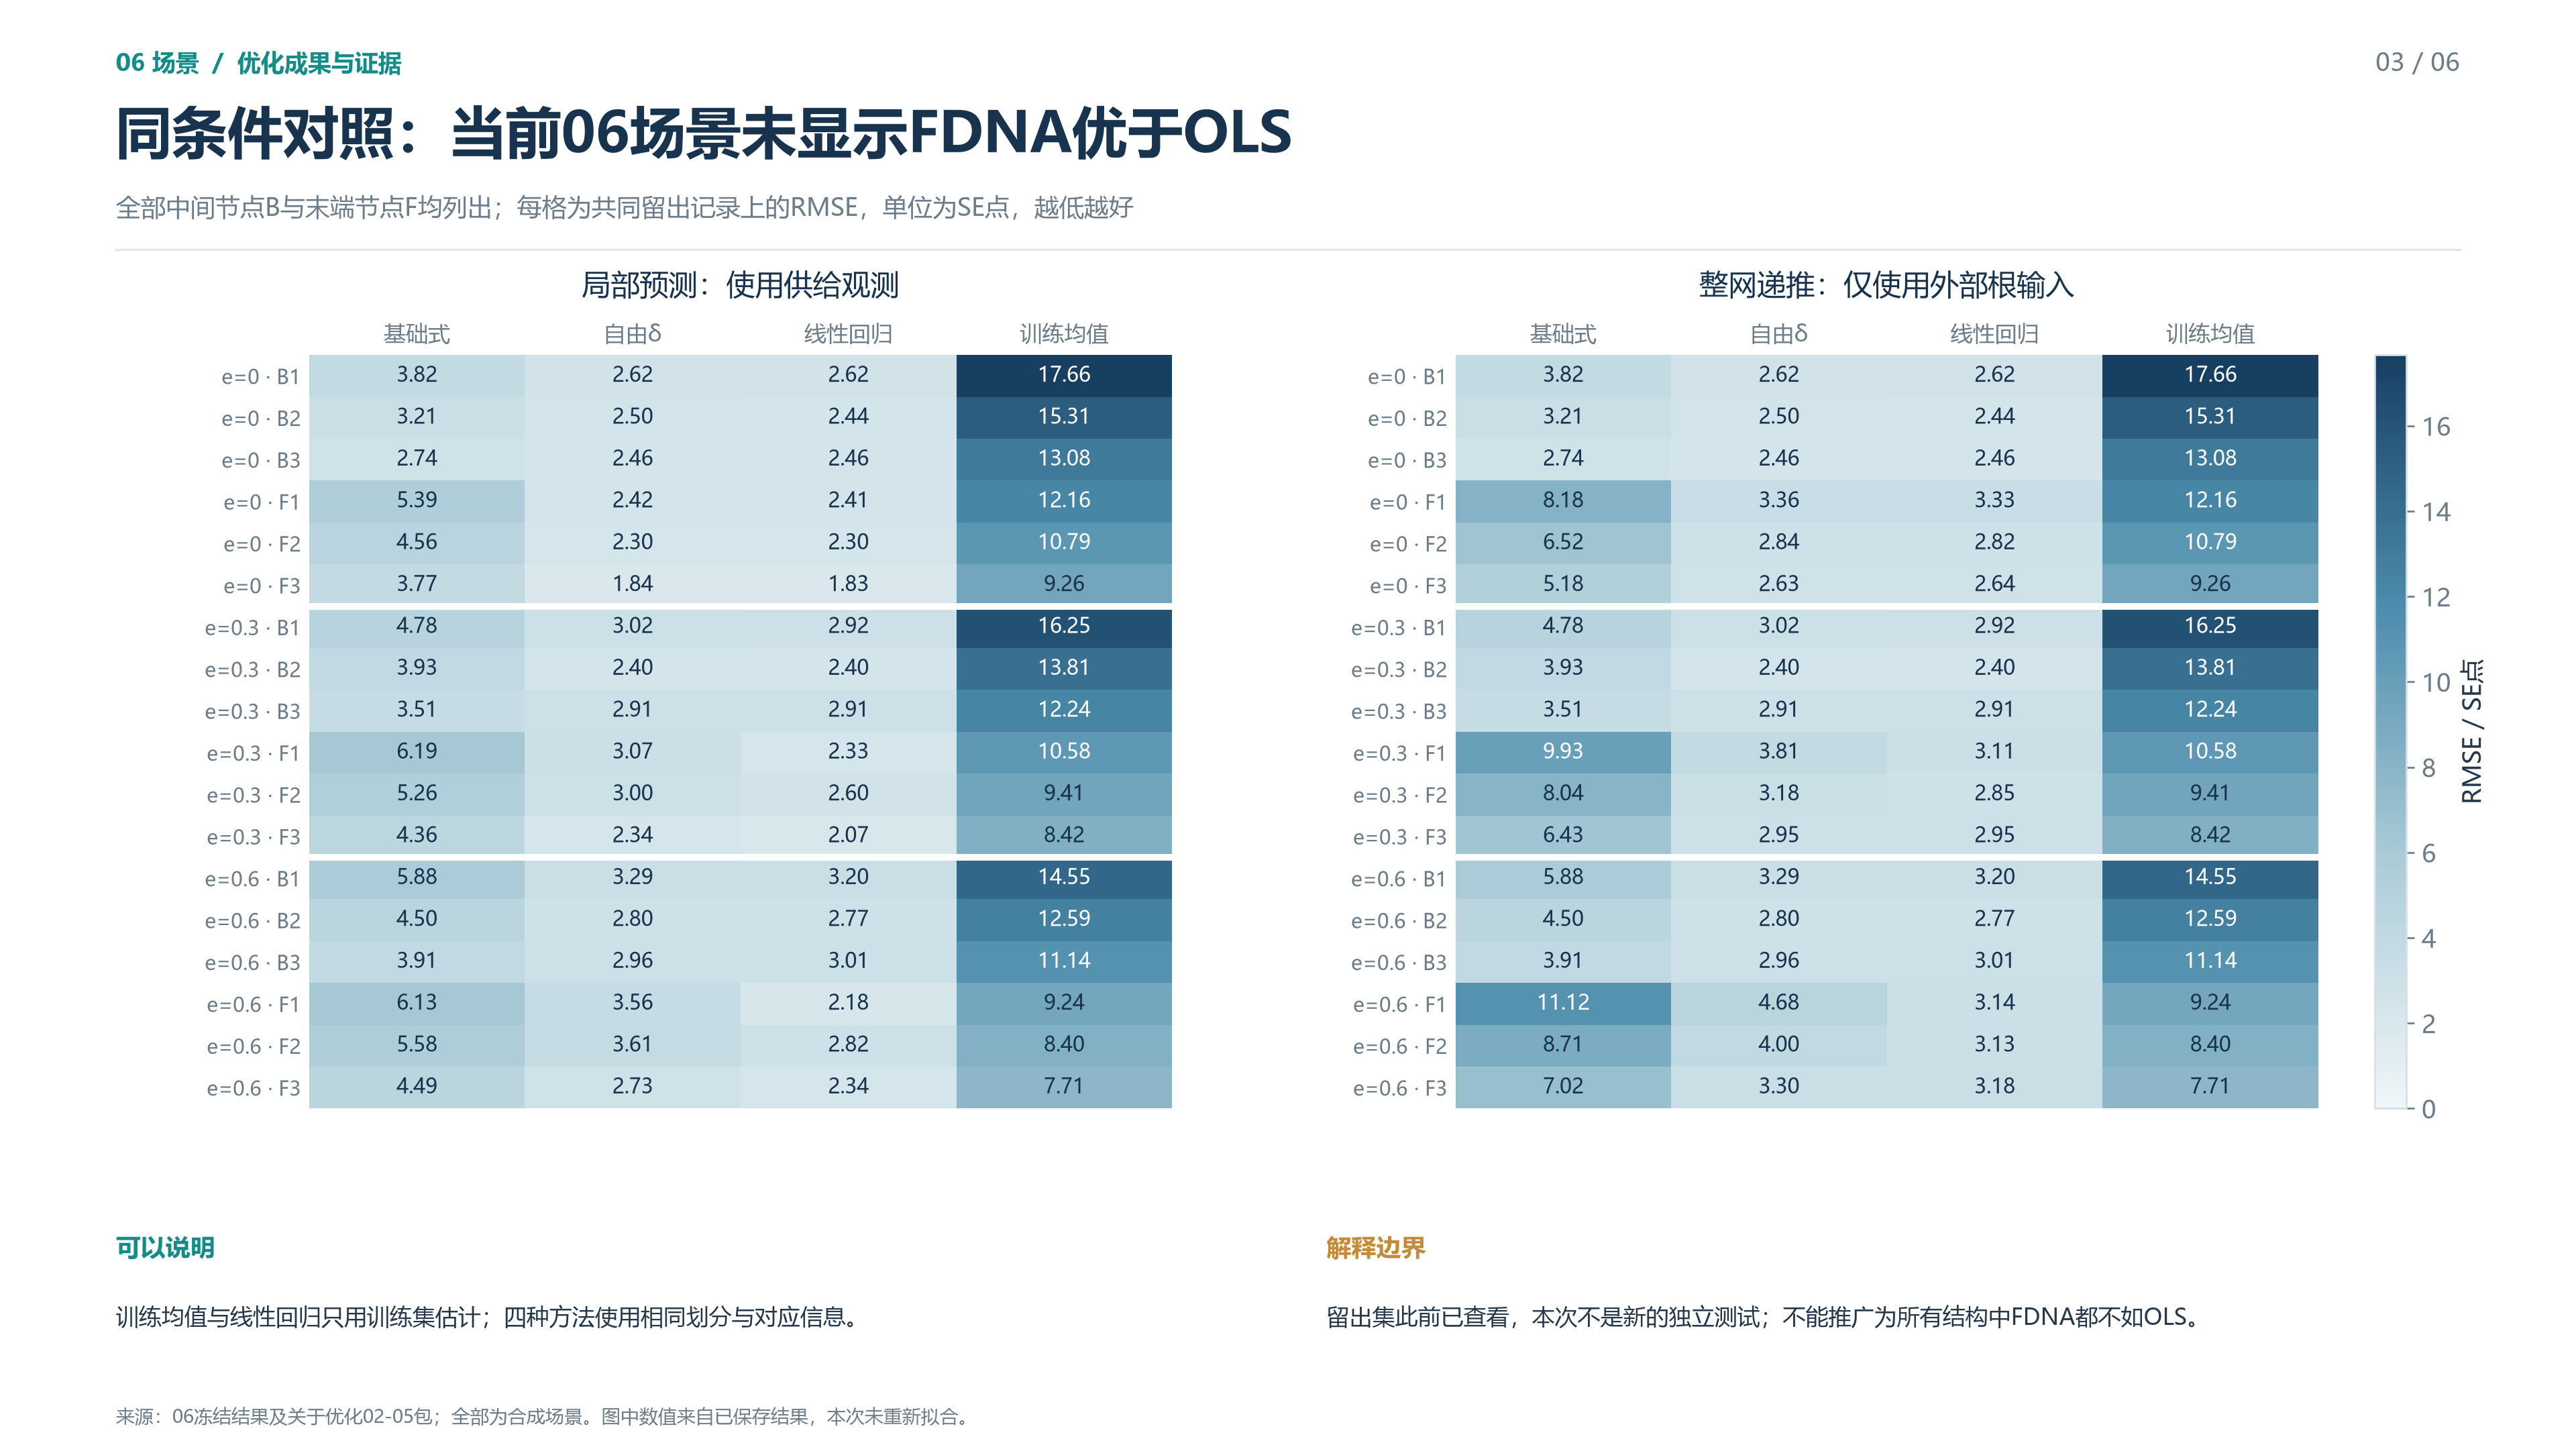 06 场景 / 优化成果与证据
03 / 06
同条件对照：当前06场景未显示FDNA优于OLS
全部中间节点B与末端节点F均列出；每格为共同留出记录上的RMSE，单位为SE点，越低越好
局部预测：使用供给观测
基础式 自由δ 线性回归 训练均值
e=0 · B1 3.82 2.62 2.62 17.66
e=0 · B2 3.21 2.50 2.44 15.31
e=0 · B3 2.74 2.46 2.46 13.08
e=0 · F1 5.39 2.42 2.41 12.16
e=0 · F2 4.56 2.30 2.30 10.79
e=0 · F3 3.77 1.84 1.83 9.26
e=0.3 · B1 4.78 3.02 2.92 16.25
e=0.3 · B2 3.93 2.40 2.40 13.81
e=0.3 · B3 3.51 2.91 2.91 12.24
e=0.3 · F1 6.19 3.07 2.33 10.58
e=0.3 · F2 5.26 3.00 2.60 9.41
e=0.3 · F3 4.36 2.34 2.07 8.42
e=0.6 · B1 5.88 3.29 3.20 14.55
e=0.6 · B2 4.50 2.80 2.77 12.59
e=0.6 · B3 3.91 2.96 3.01 11.14
e=0.6 · F1 6.13 3.56 2.18 9.24
e=0.6 · F2 5.58 3.61 2.82 8.40
e=0.6 · F3 4.49 2.73 2.34 7.71
整网递推：仅使用外部根输入
基础式 自由δ 线性回归 训练均值
e=0 · B1 3.82 2.62 2.62 17.66
e=0 · B2 3.21 2.50 2.44 15.31
e=0 · B3 2.74 2.46 2.46 13.08
e=0 · F1 8.18 3.36 3.33 12.16
e=0 · F2 6.52 2.84 2.82 10.79
e=0 · F3 5.18 2.63 2.64 9.26
e=0.3 · B1 4.78 3.02 2.92 16.25
e=0.3 · B2 3.93 2.40 2.40 13.81
e=0.3 · B3 3.51 2.91 2.91 12.24
e=0.3 · F1 9.93 3.81 3.11 10.58
e=0.3 · F2 8.04 3.18 2.85 9.41
e=0.3 · F3 6.43 2.95 2.95 8.42
e=0.6 · B1 5.88 3.29 3.20 14.55
e=0.6 · B2 4.50 2.80 2.77 12.59
e=0.6 · B3 3.91 2.96 3.01 11.14
e=0.6 · F1 11.12 4.68 3.14 9.24
e=0.6 · F2 8.71 4.00 3.13 8.40
e=0.6 · F3 7.02 3.30 3.18 7.71
16
14
12
10
8
6
4
2
0
RMSE / SE点
可以说明
训练均值与线性回归只用训练集估计；四种方法使用相同划分与对应信息。
解释边界
留出集此前已查看，本次不是新的独立测试；不能推广为所有结构中FDNA都不如OLS。
来源：06冻结结果及关于优化02-05包；全部为合成场景。图中数值来自已保存结果，本次未重新拟合。